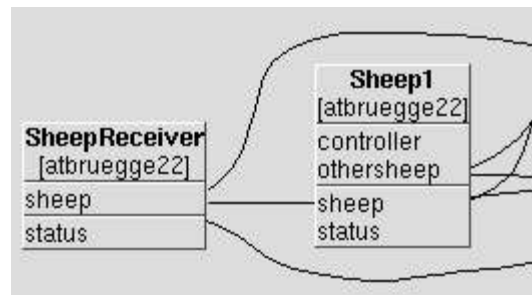 SheepReceiver
[atbruegge22]
sheep
status
Sheep1
[atbruegge22]
controller
othersheep
sheep
status